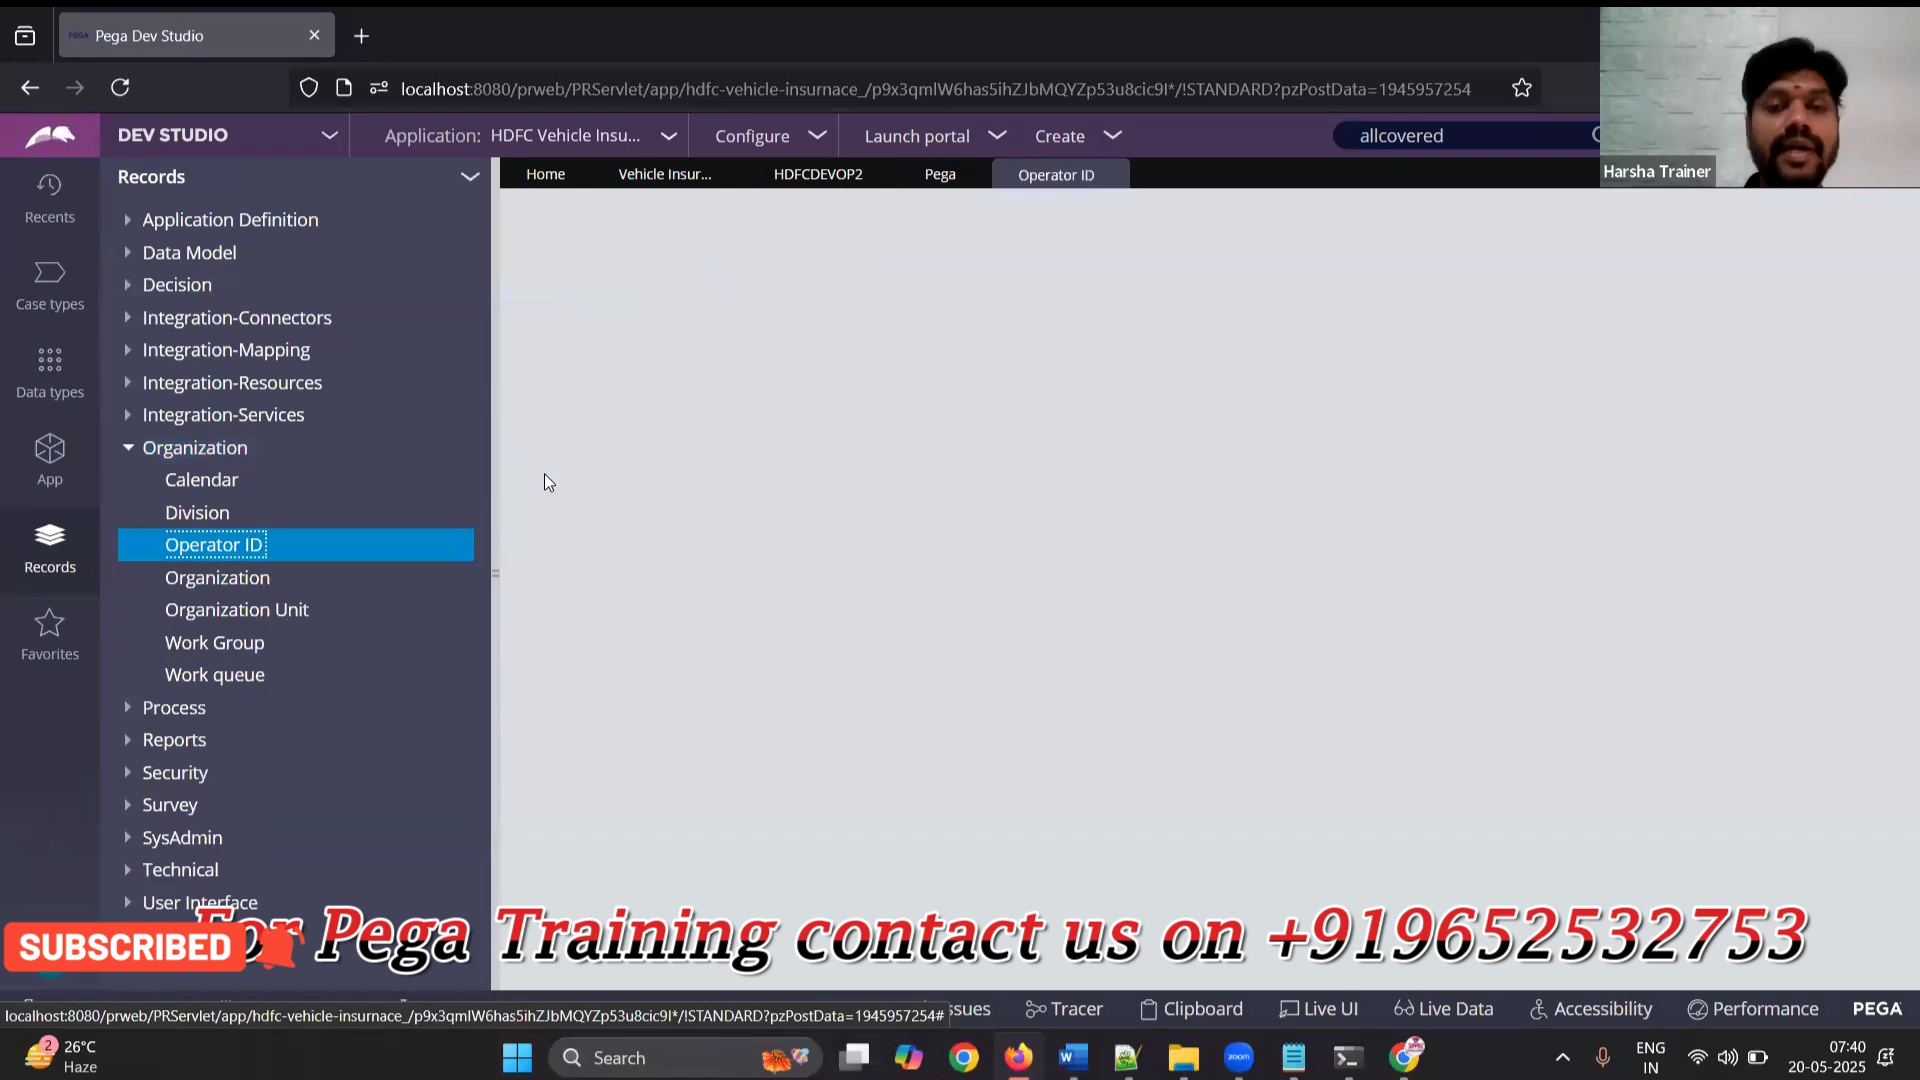 Pega Dev Studio
localhost:8080/prweb/PRServlet/app/hdfc-vehicle-insurnace_/p9x3qmlW6has5ihZJbMQYZp53u8cic9I*/!STANDARD?pzPostData=1945957254
DEV STUDIO
Application: HDFC Vehicle Insu...
Configure
Launch portal
Create
allcovered
Harsha Trainer
Records
Home
Vehicle Insur...
HDFCDEVOP2
Pega
Operator ID
Recents
Case types
Data types
App
Records
Favorites
Application Definition
Data Model
Decision
Integration-Connectors
Integration-Mapping
Integration-Resources
Integration-Services
Organization
Calendar
Division
Operator ID
Organization
Organization Unit
Work Group
Work queue
Process
Reports
Security
Survey
SysAdmin
Technical
User Interface
SUBSCRIBED
For Pega Training contact us on +919652532753
localhost:8080/prweb/PRServlet/app/hdfc-vehicle-insurnace_/p9x3qmlW6has5ihZJbMQYZp53u8cic9I*/!STANDARD?pzPostData=1945957254#
ssues
Tracer
Clipboard
Live UI
Live Data
Accessibility
Performance
PEGA
2
26°C
Haze
Search
zoom
ENG
IN
07:40
20-05-2025